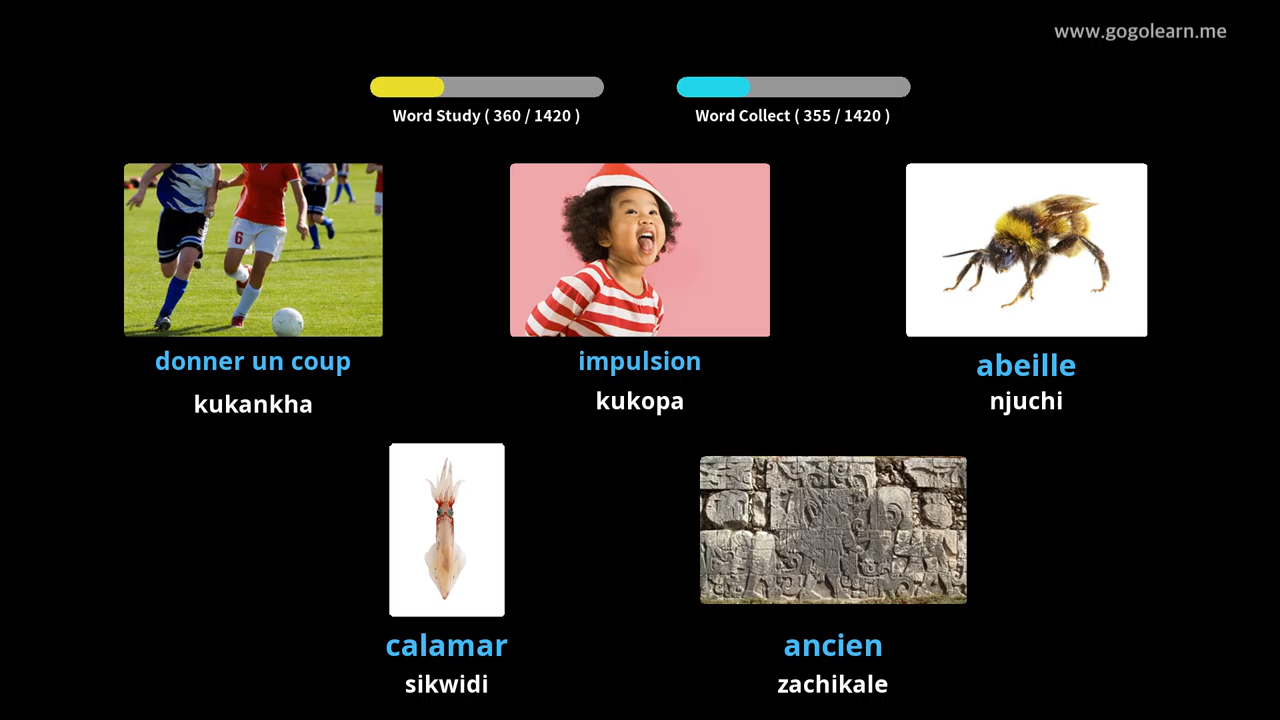 www.gogolearn.me
Word Study ( 360 / 1420 )
Word Collect ( 355 / 1420 )
donner un coup
kukankha
impulsion
kukopa
abeille
njuchi
calamar
sikwidi
ancien
zachikale
6